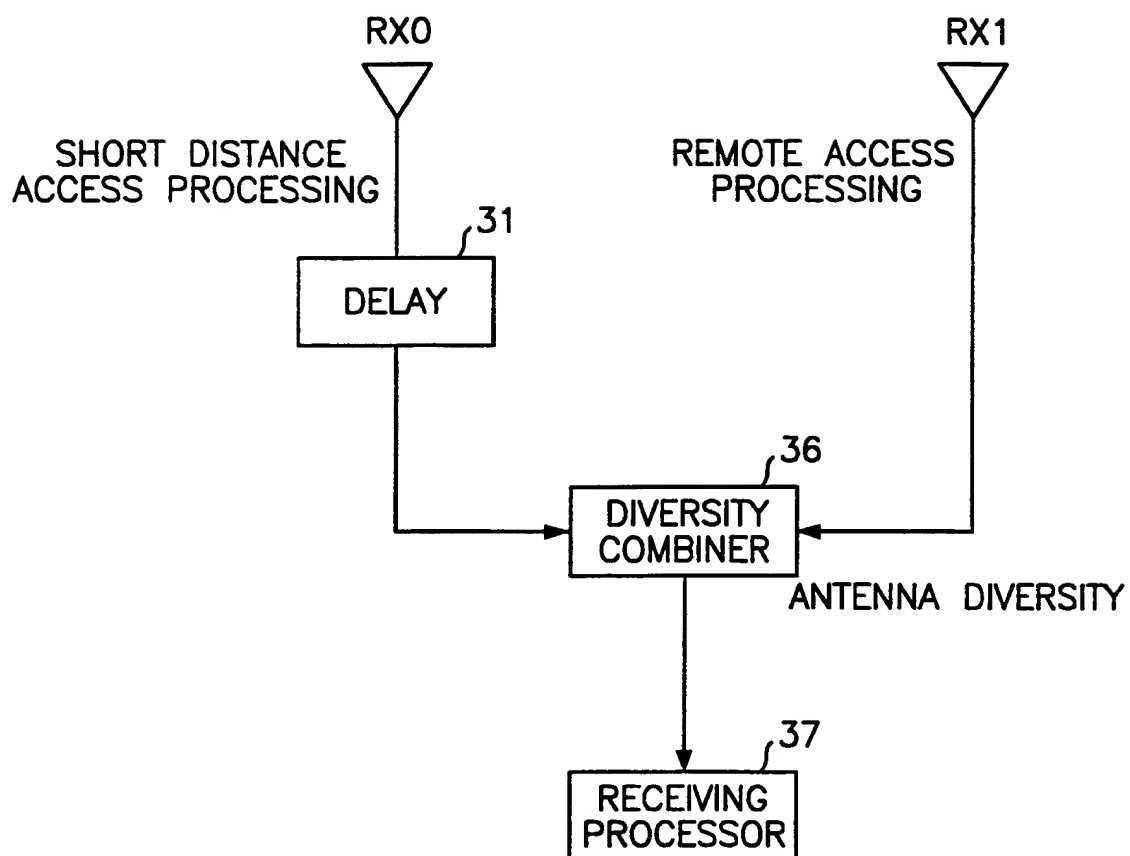 RX0
RX1
SHORT DISTANCE
ACCESS PROCESSING
REMOTE ACCESS
PROCESSING
31
DELAY
36
DIVERSITY
COMBINER
ANTENNA DIVERSITY
37
RECEIVING
PROCESSOR